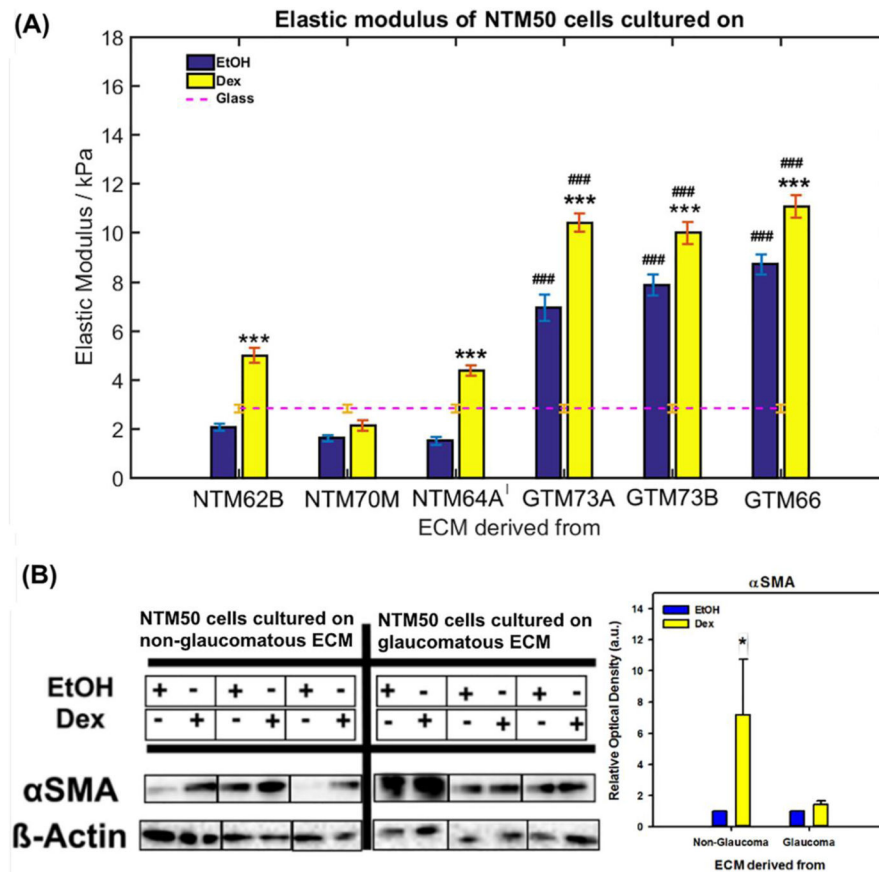 (A)
Elastic modulus of NTM50 cells cultured on
18
16
14
12
10
8
6
4
2
0
Elastic Modulus / kPa
EtOH
Dex
Glass
***
***
###
***
###
###
***
###
###
***
###
NTM62B NTM70M NTM64A GTM73A GTM73B GTM66
ECM derived from
(B)
NTM50 cells cultured on
non-glaucomatous ECM
NTM50 cells cultured on
glaucomatous ECM
EtOH + - + - + - + - + - + -
Dex - + - + - + - + - + - +
αSMA
ß-Actin
αSMA
EtOH
Dex
14
12
10
8
6
4
2
0
Relative Optical Density (a.u.)
*
Non-Glaucoma Glaucoma
ECM derived from